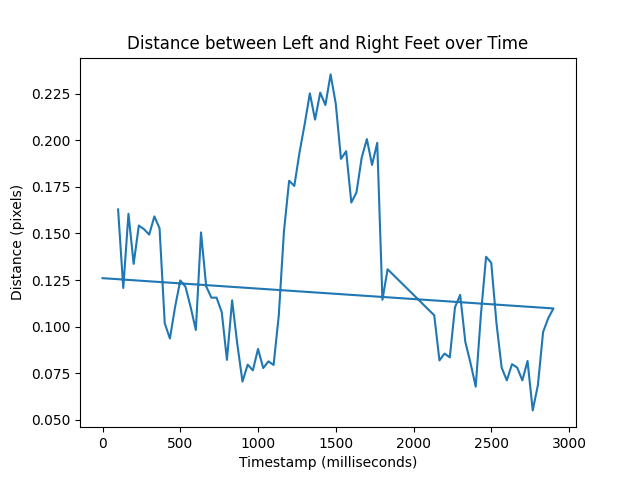 Distance between Left and Right Feet over Time
0.225
0.200
0.175
0.150
0.125
0.100
0.075
0.050
Distance (pixels)
0 500 1000 1500 2000 2500 3000
Timestamp (milliseconds)